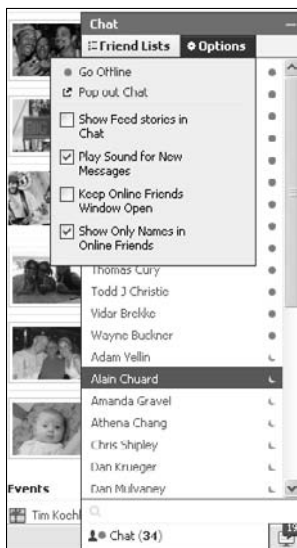 Chat
Friend Lists Options
Go Offline
Pop out Chat
Show Feed stories in
Chat
Play Sound for New
Messages
Keep Online Friends
Window Open
Show Only Names in
Online Friends
Thomas Cury
Todd J Christie
Vidar Brekke
Wayne Buckner
Adam Yellin
Alain Chuard
Amanda Gravel
Athena Chang
Chris Shipley
Dan Krueger
Dan Mulvaney
Events
Tim Koechl
Chat (34)